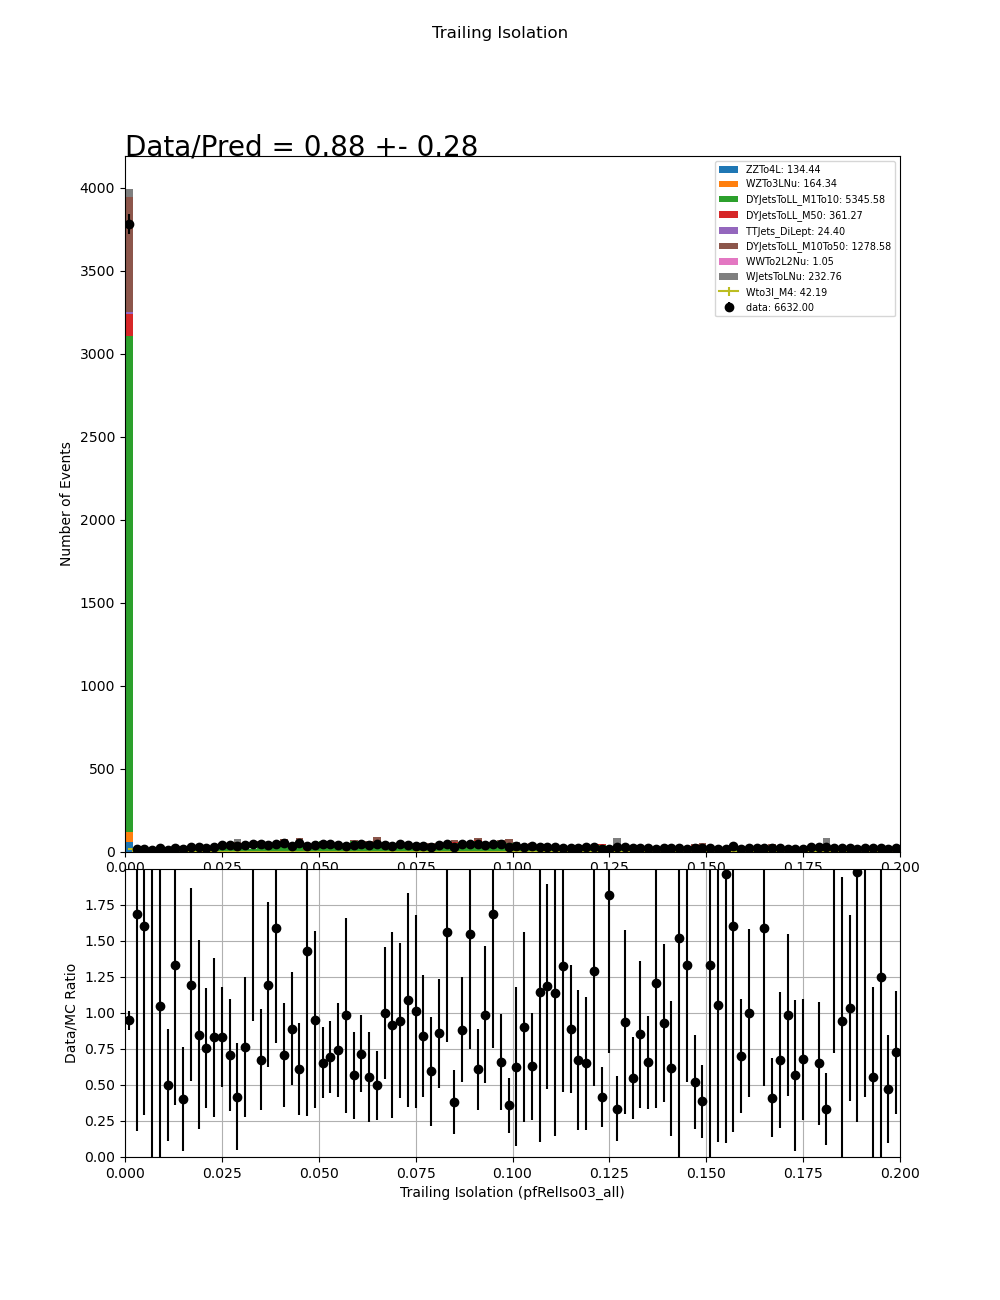 Trailing Isolation
Data/Pred = 0.88 +- 0.28
ZZTo4L: 134.44
WZTo3LNu: 164.34
DYJetsToLL_M1To10: 5345.58
DYJetsToLL_M50: 361.27
TTJets_DiLept: 24.40
DYJetsToLL_M10To50: 1278.58
WWTo2L2Nu: 1.05
WJetsToLNu: 232.76
Wto3l_M4: 42.19
data: 6632.00
4000
3500
3000
2500
2000
1500
1000
500
0
Number of Events
0.000 0.025 0.050 0.075 0.100 0.125 0.150 0.175 0.200
1.75
1.50
1.25
1.00
0.75
0.50
0.25
0.00
Data/MC Ratio
0.000 0.025 0.050 0.075 0.100 0.125 0.150 0.175 0.200
Trailing Isolation (pfRelIso03_all)